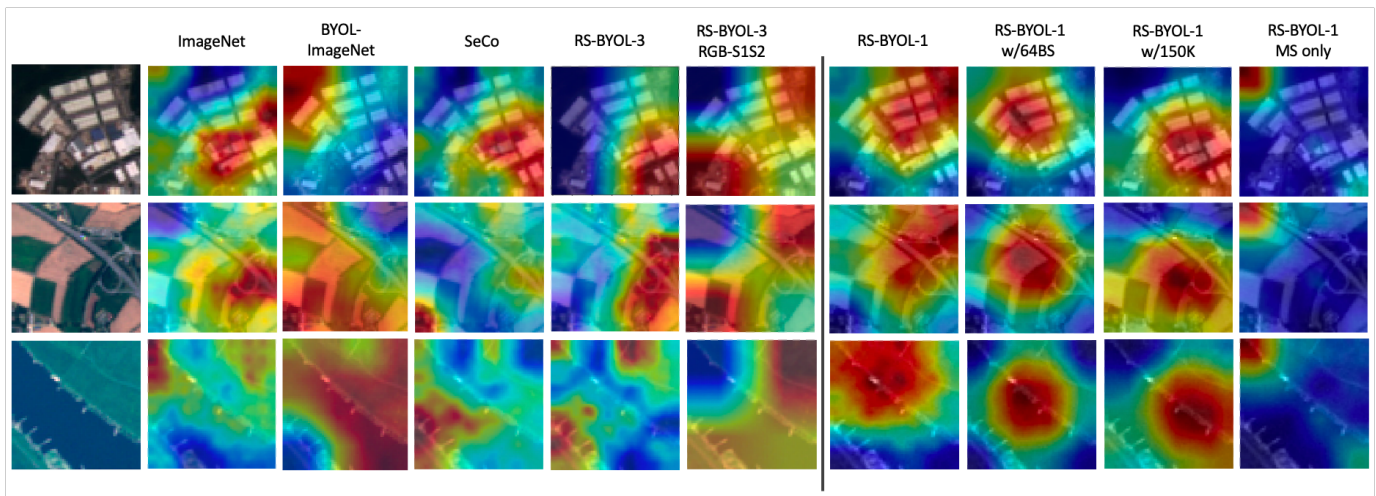 ImageNet
BYOL-
ImageNet
SeCo
RS-BYOL-3
RS-BYOL-3
RGB-S1S2
RS-BYOL-1
RS-BYOL-1
w/64BS
RS-BYOL-1
w/150K
RS-BYOL-1
MS only